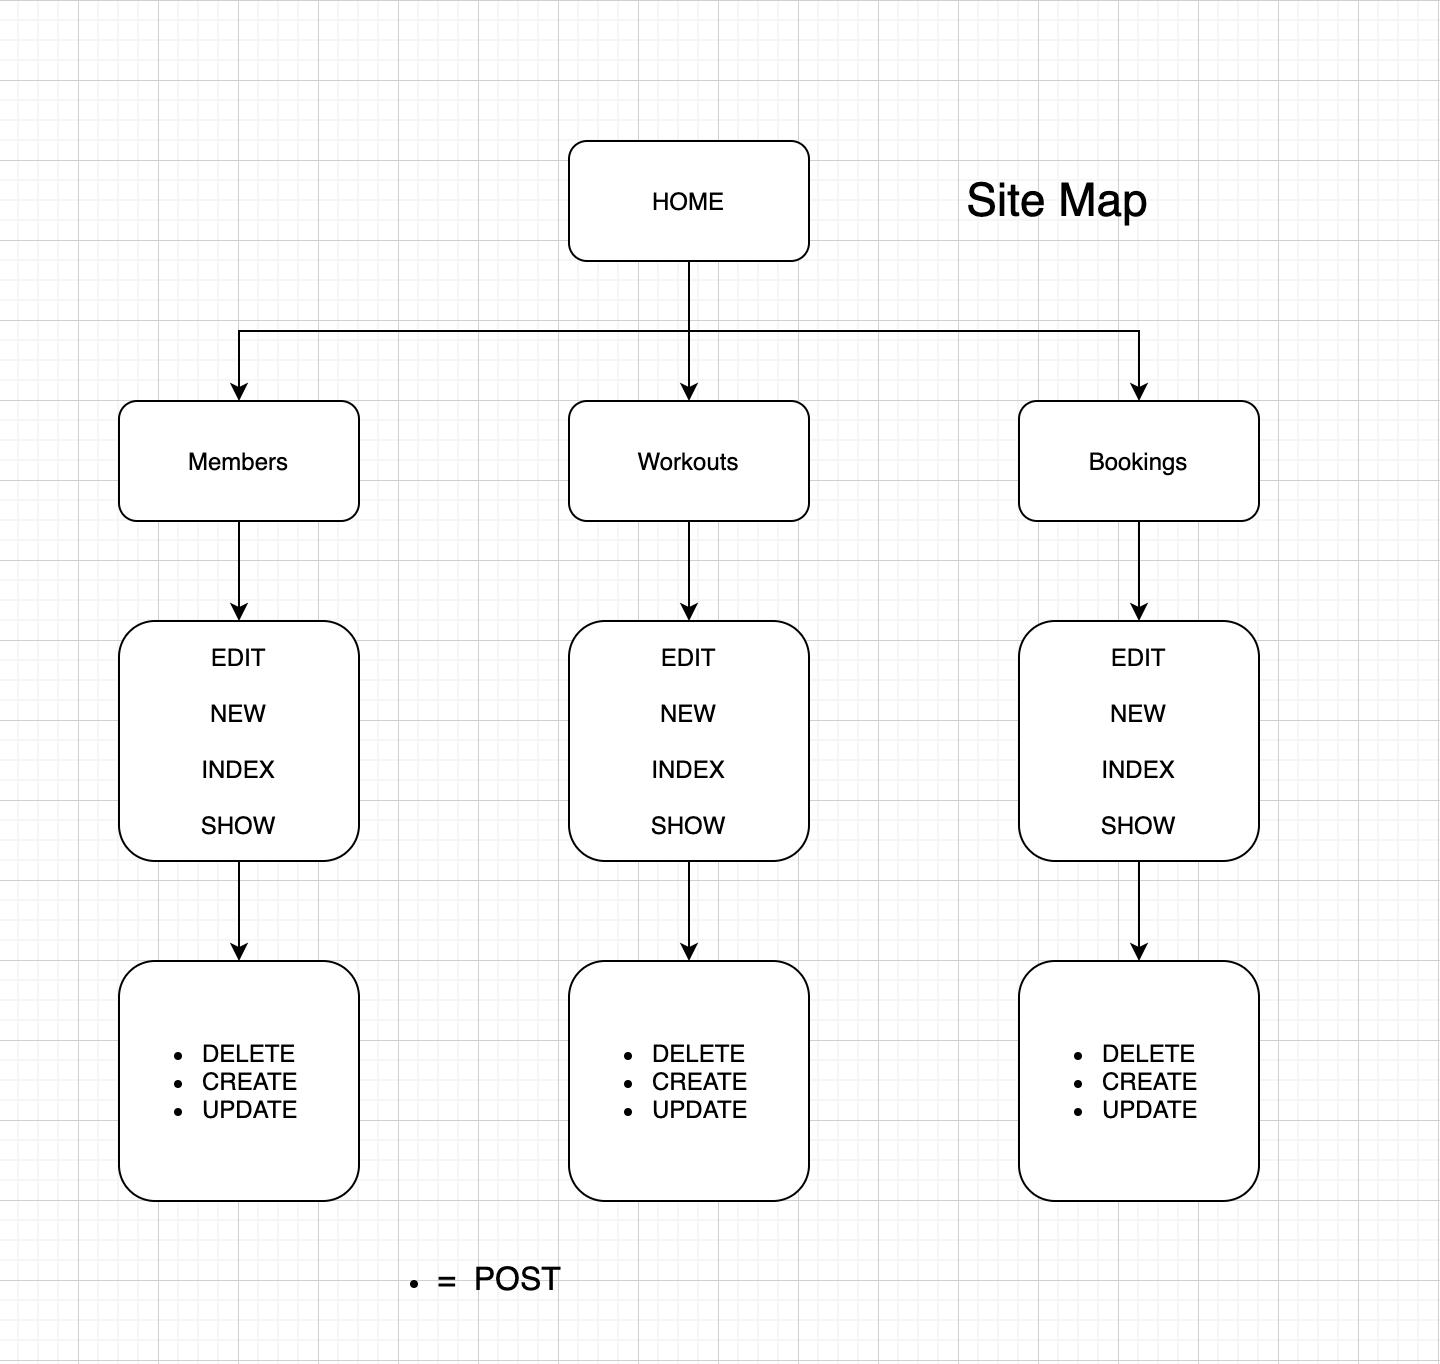 HOME
Site Map
Members
Workouts
Bookings
EDIT
NEW
INDEX
SHOW
EDIT
NEW
INDEX
SHOW
EDIT
NEW
INDEX
SHOW
• DELETE
• CREATE
• UPDATE
• DELETE
• CREATE
• UPDATE
• DELETE
• CREATE
• UPDATE
• = POST